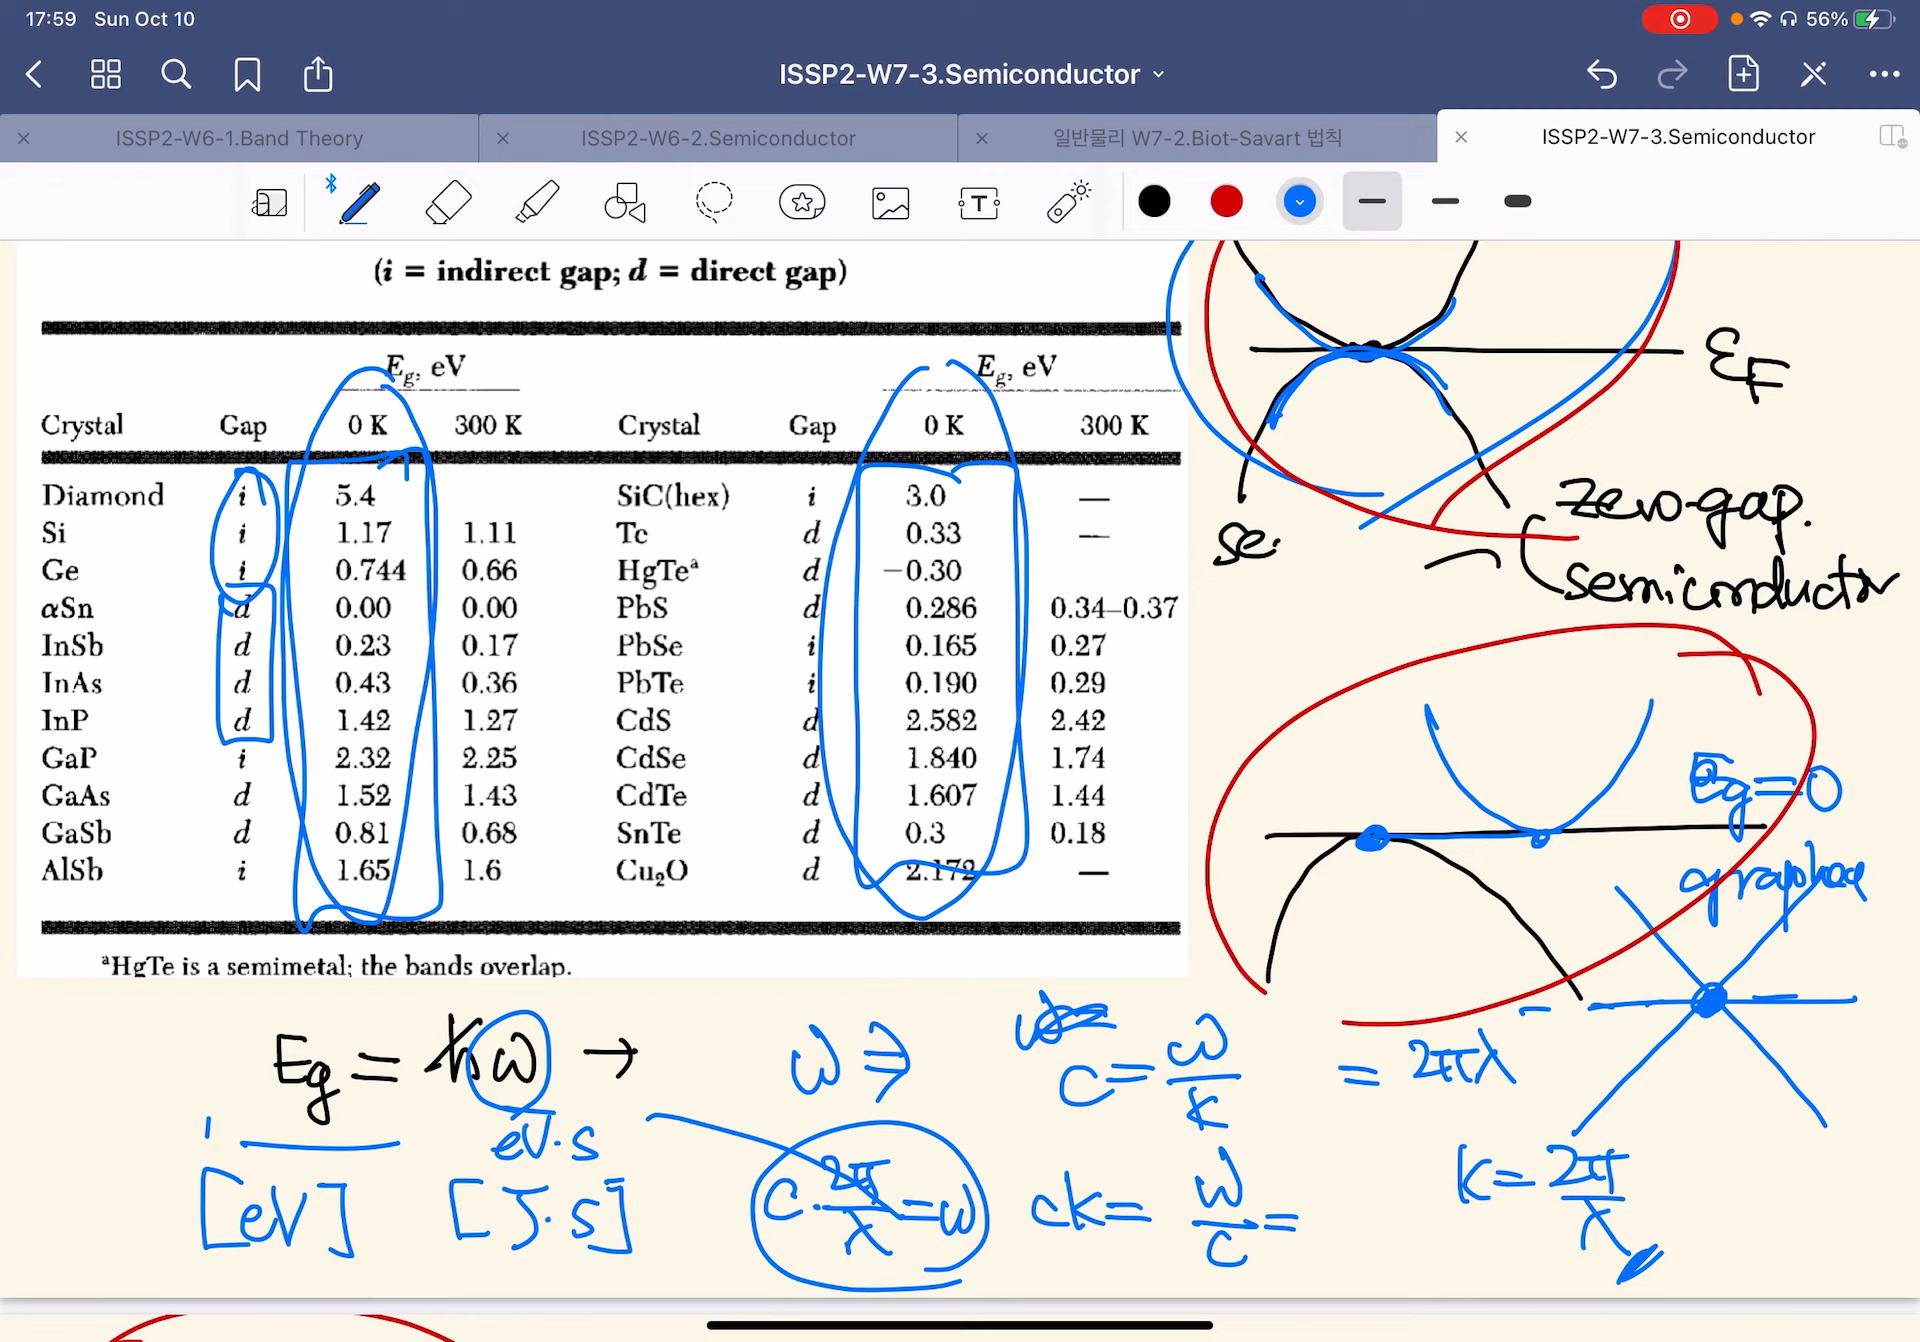 17:59 Sun Oct 10
56%
ISSP2-W7-3.Semiconductor
ISSP2-W6-1.Band Theory
ISSP2-W6-2.Semiconductor
일반물리 W7-2.Biot-Savart 법칙
ISSP2-W7-3.Semiconductor
(i = indirect gap; d = direct gap)
E_g, eV E_g, eV
Crystal Gap 0 K 300 K Crystal Gap 0 K 300 K
Diamond i 5.4 SiC(hex) i 3.0 —
Si i 1.17 1.11 Te d 0.33 —
Ge i 0.744 0.66 HgTeᵃ d −0.30
αSn d 0.00 0.00 PbS d 0.286 0.34–0.37
InSb d 0.23 0.17 PbSe i 0.165 0.27
InAs d 0.43 0.36 PbTe i 0.190 0.29
InP d 1.42 1.27 CdS d 2.582 2.42
GaP i 2.32 2.25 CdSe d 1.840 1.74
GaAs d 1.52 1.43 CdTe d 1.607 1.44
GaSb d 0.81 0.68 SnTe d 0.3 0.18
AlSb i 1.65 1.6 Cu₂O d 2.172 —
ᵃHgTe is a semimetal; the bands overlap.
ε_F
se
zero-gap.
semiconductor
Eg=0
Eg = ħω → ω ⇒ C = ω/k = 2πλ
eV·s
[eV] [J·s] C·2π/λ = ω ck = ω/c = k = 2π/λ